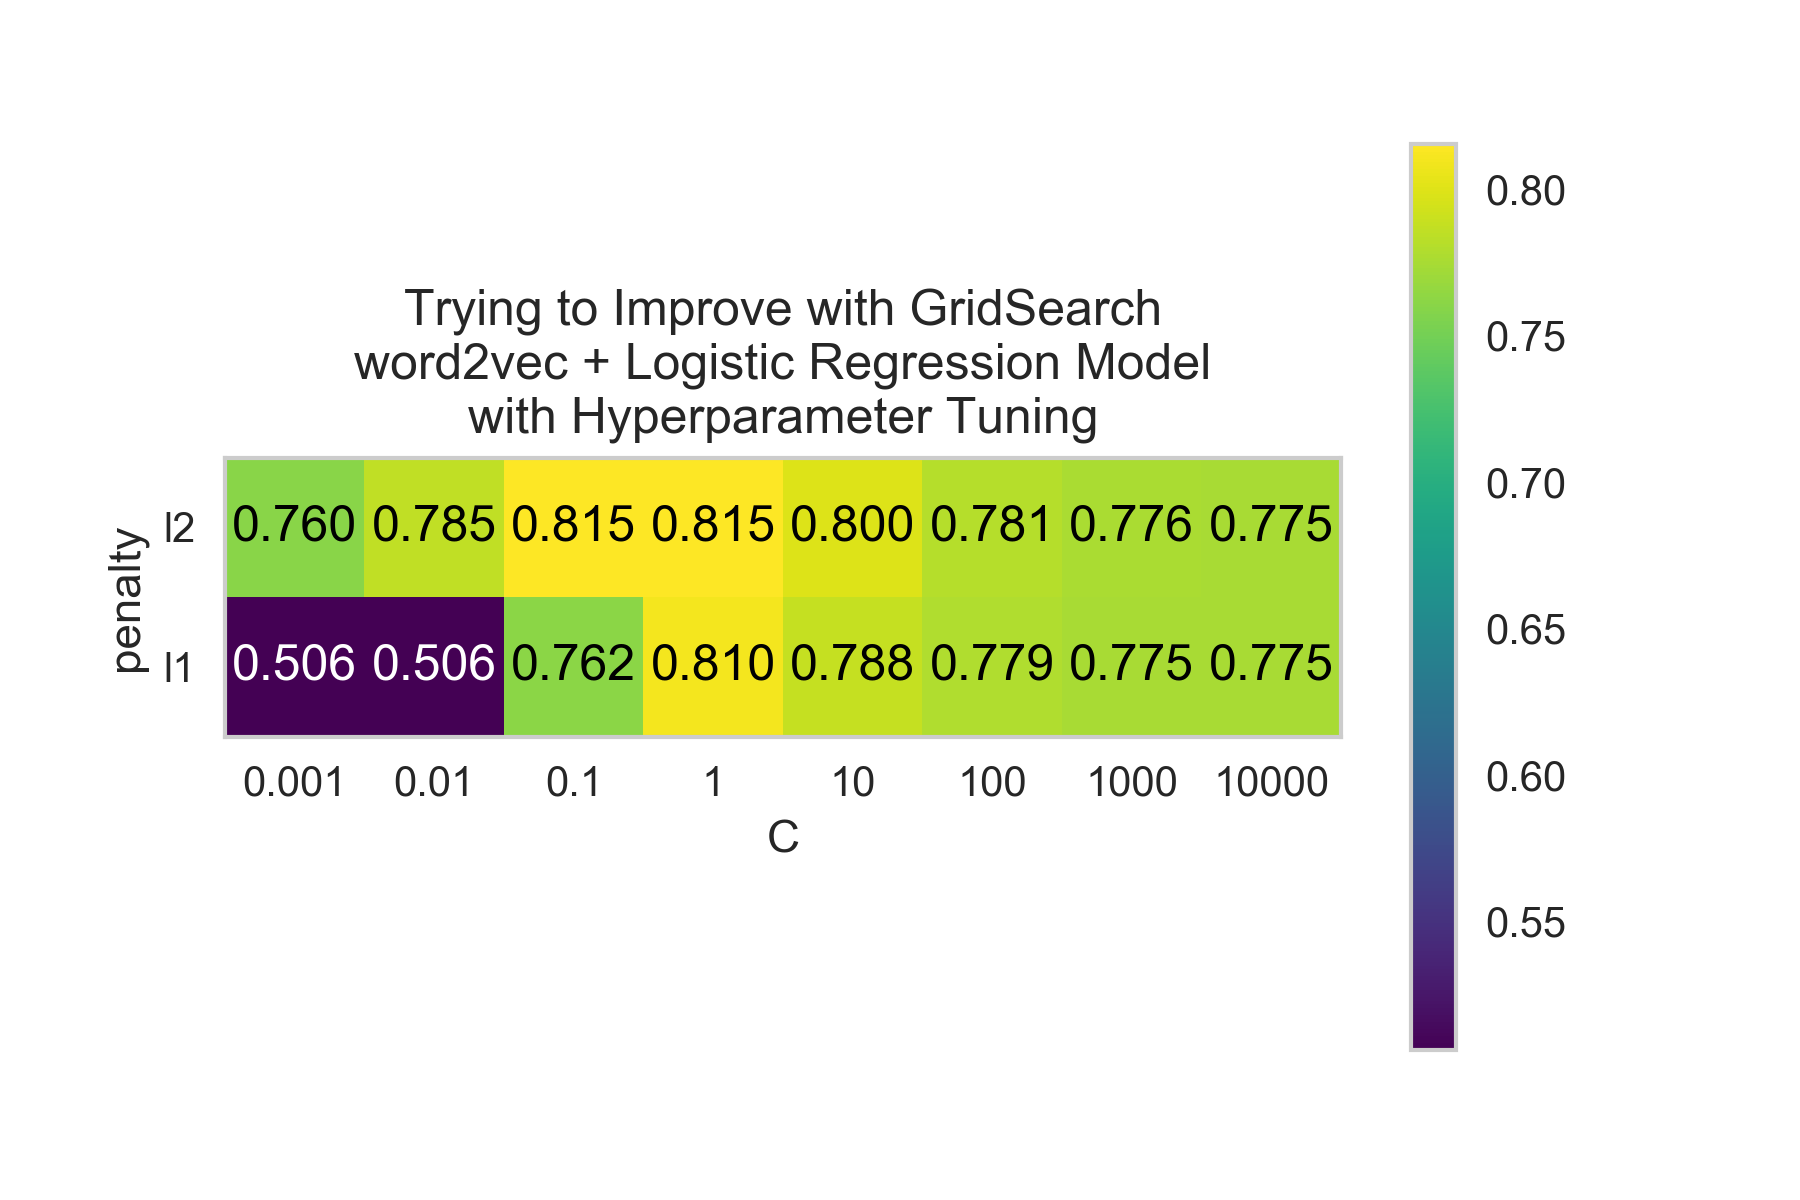 Trying to Improve with GridSearch
word2vec + Logistic Regression Model
with Hyperparameter Tuning
penalty
l2 0.760 0.785 0.815 0.815 0.800 0.781 0.776 0.775
l1 0.506 0.506 0.762 0.810 0.788 0.779 0.775 0.775
0.001 0.01 0.1 1 10 100 1000 10000
C
0.80
0.75
0.70
0.65
0.60
0.55